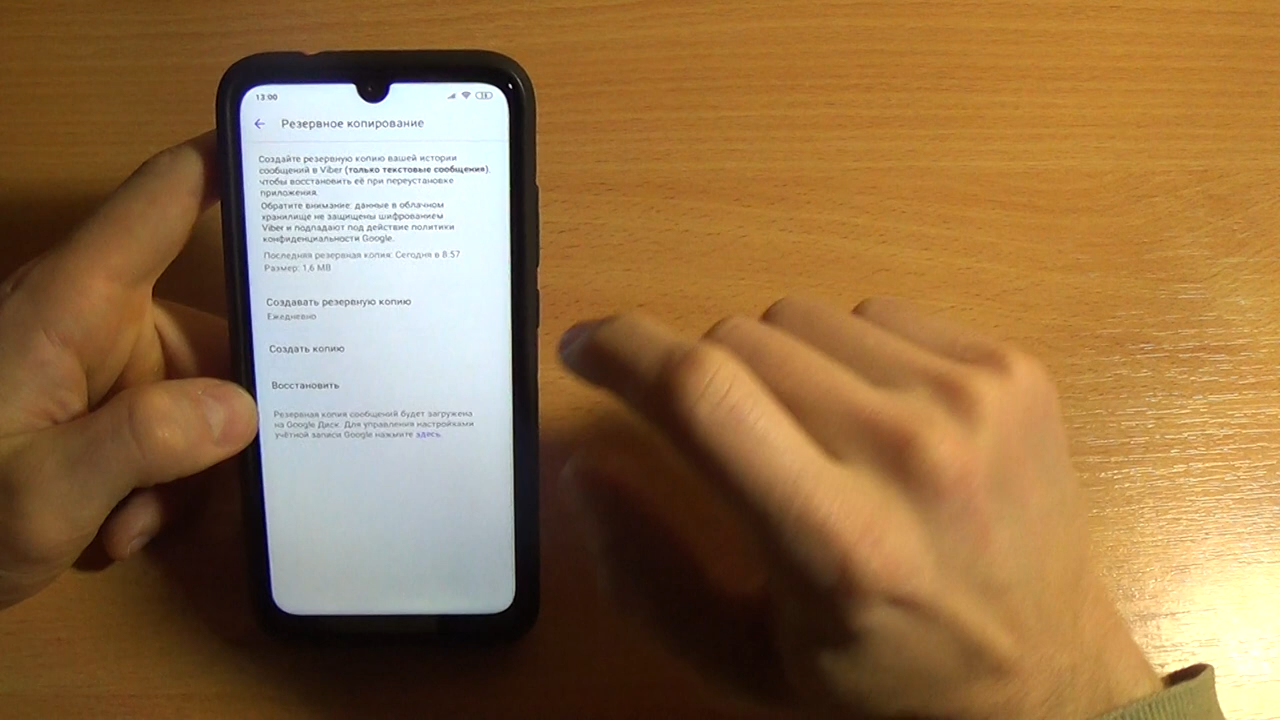 13:00
Резервное копирование
Создайте резервную копию вашей истории
сообщений в Viber (только текстовые сообщения),
чтобы восстановить её при переустановке
приложения.
Обратите внимание: данные в облачном
хранилище не защищены шифрованием
Viber и подпадают под действие политики
конфиденциальности Google.
Последняя резервная копия: Сегодня в 8:57
Размер: 1,6 MB
Создавать резервную копию
Ежедневно
Создать копию
Восстановить
Резервная копия сообщений будет загружена
на Google Диск. Для управления настройками
учётной записи Google нажмите здесь.